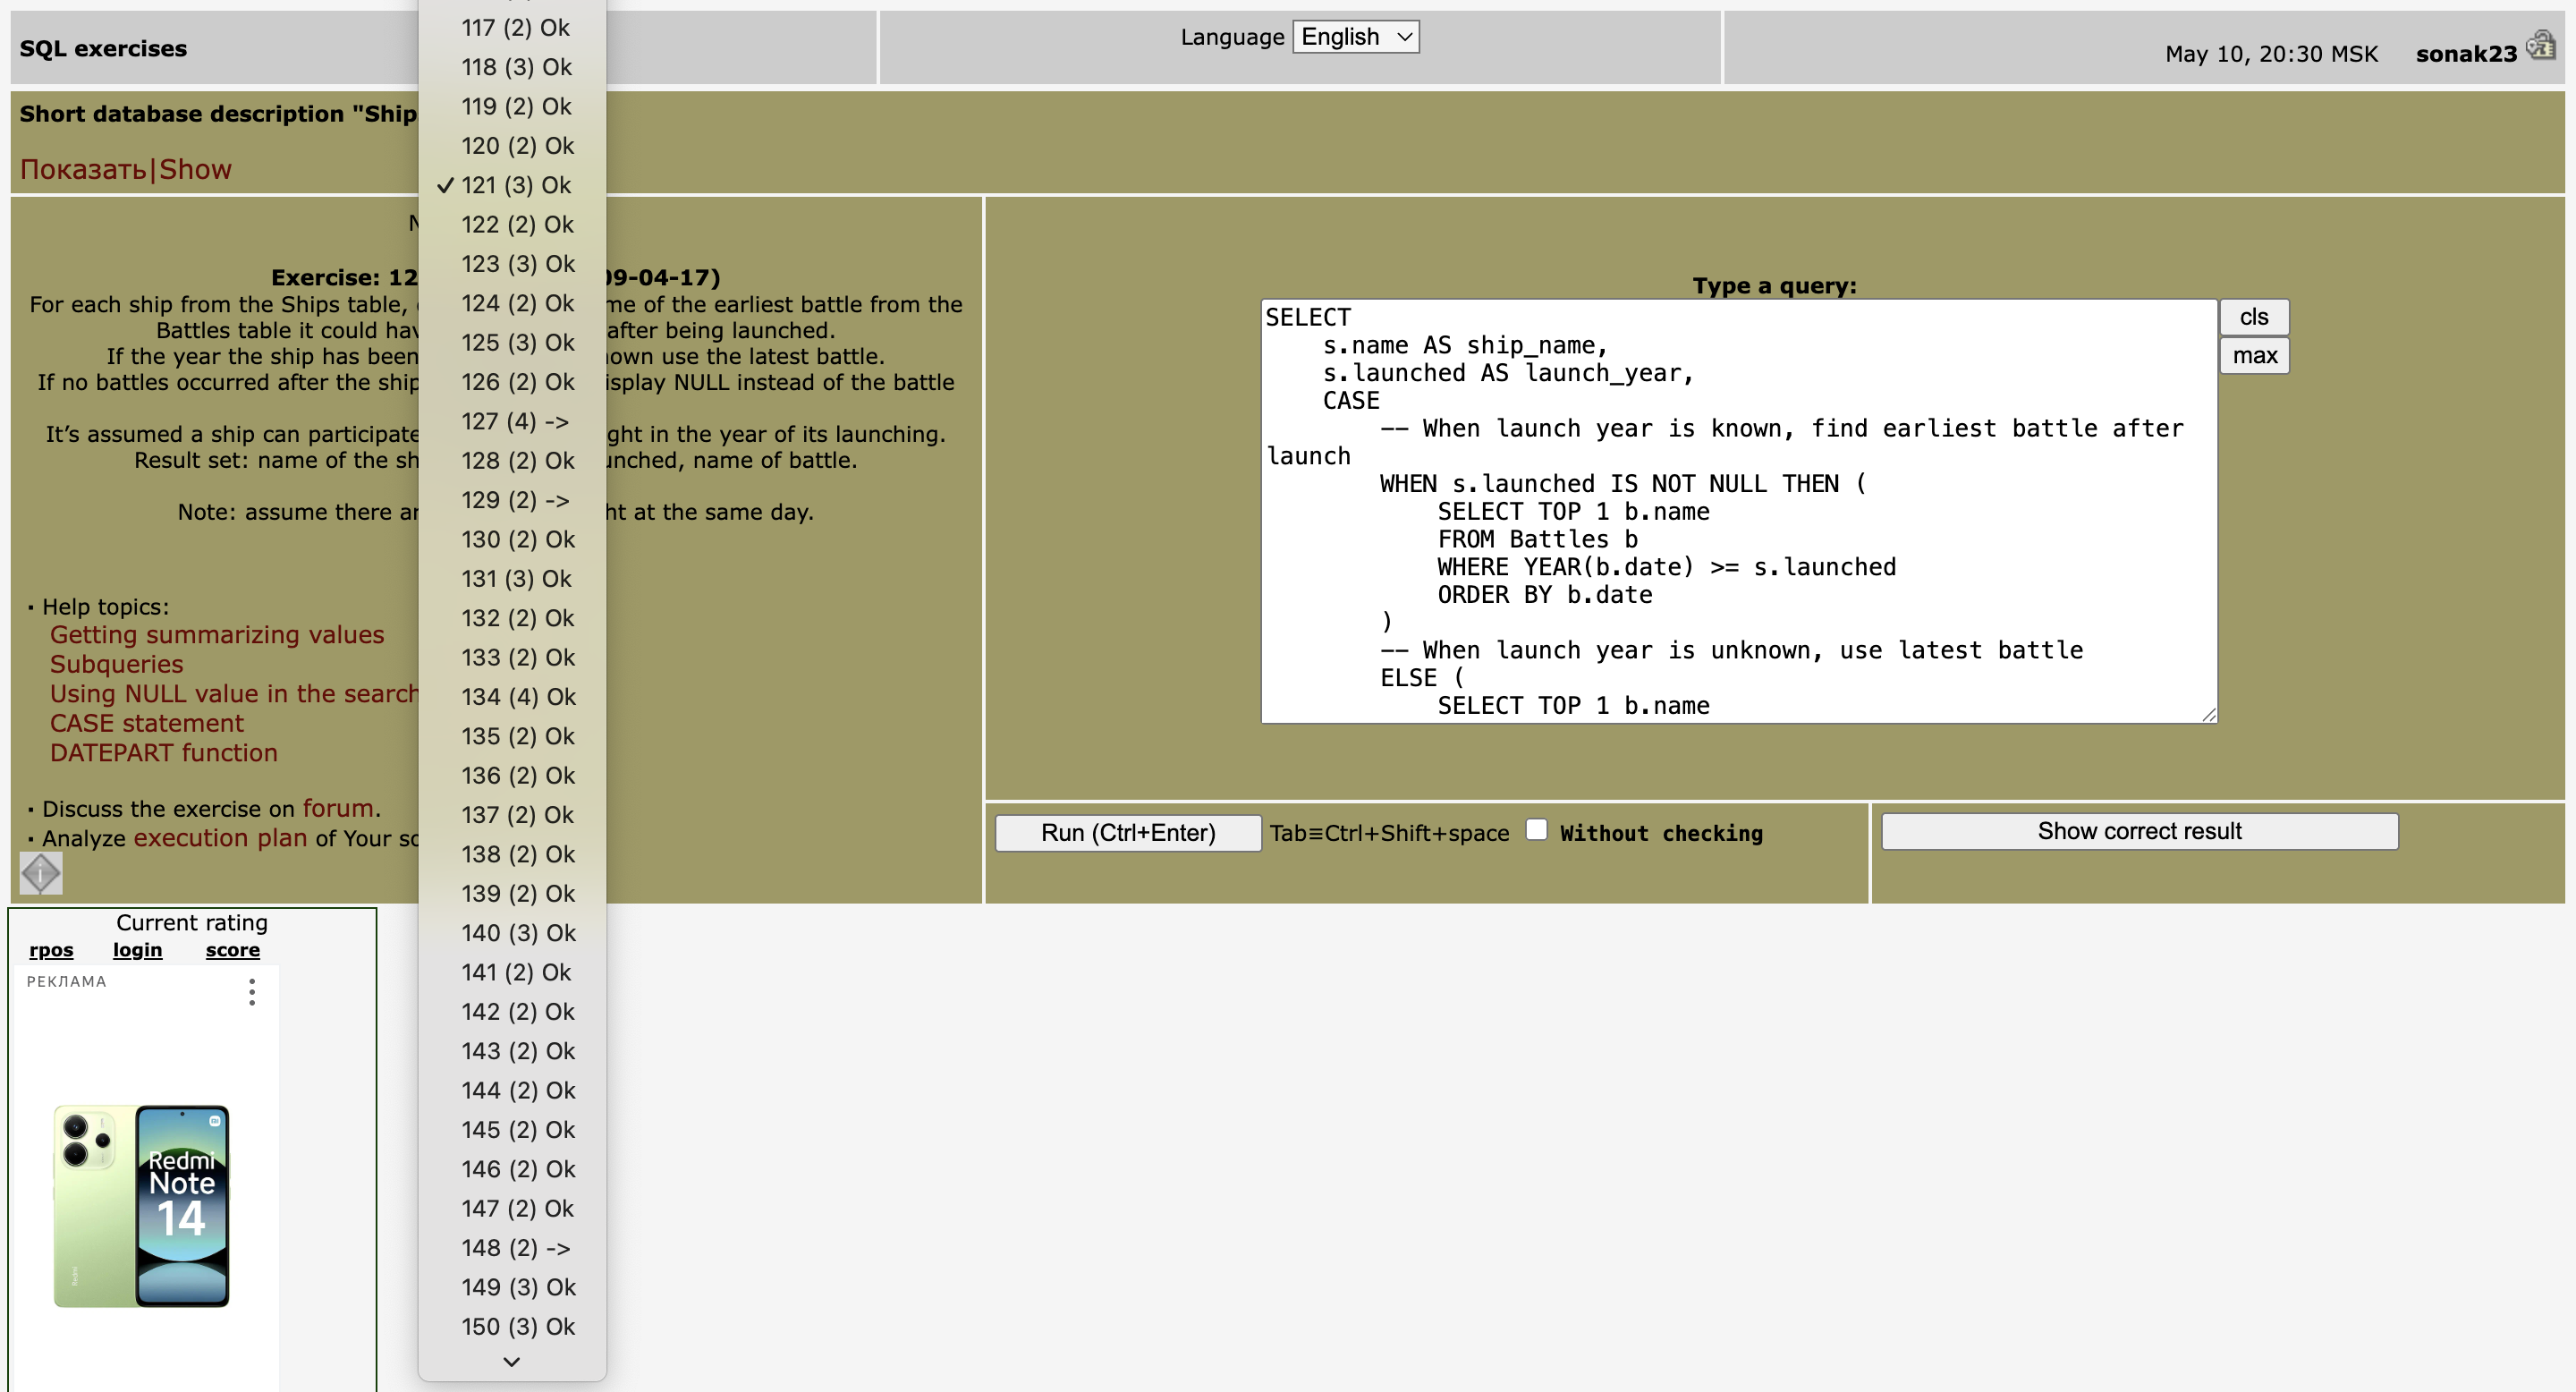 SQL exercises
Language English
May 10, 20:30 MSK sonak23
Short database description "Ship
Показать|Show
117 (2) Ok
118 (3) Ok
119 (2) Ok
120 (2) Ok
✓ 121 (3) Ok
122 (2) Ok
123 (3) Ok
124 (2) Ok
125 (3) Ok
126 (2) Ok
127 (4) ->
128 (2) Ok
129 (2) ->
130 (2) Ok
131 (3) Ok
132 (2) Ok
133 (2) Ok
134 (4) Ok
135 (2) Ok
136 (2) Ok
137 (2) Ok
138 (2) Ok
139 (2) Ok
140 (3) Ok
141 (2) Ok
142 (2) Ok
143 (2) Ok
144 (2) Ok
145 (2) Ok
146 (2) Ok
147 (2) Ok
148 (2) ->
149 (3) Ok
150 (3) Ok
Exercise: 12 09-04-17)
For each ship from the Ships table, me of the earliest battle from the
Battles table it could hav after being launched.
If the year the ship has been own use the latest battle.
If no battles occurred after the ship isplay NULL instead of the battle
It’s assumed a ship can participate ght in the year of its launching.
Result set: name of the sh unched, name of battle.
Note: assume there ar ht at the same day.
· Help topics:
Getting summarizing values
Subqueries
Using NULL value in the search
CASE statement
DATEPART function
· Discuss the exercise on forum.
· Analyze execution plan of Your so
Type a query:
SELECT
s.name AS ship_name,
s.launched AS launch_year,
CASE
-- When launch year is known, find earliest battle after
launch
WHEN s.launched IS NOT NULL THEN (
SELECT TOP 1 b.name
FROM Battles b
WHERE YEAR(b.date) >= s.launched
ORDER BY b.date
)
-- When launch year is unknown, use latest battle
ELSE (
SELECT TOP 1 b.name
cls
max
Run (Ctrl+Enter) Tab≡Ctrl+Shift+space Without checking
Show correct result
Current rating
rpos login score
РЕКЛАМА
Redmi
Note
14